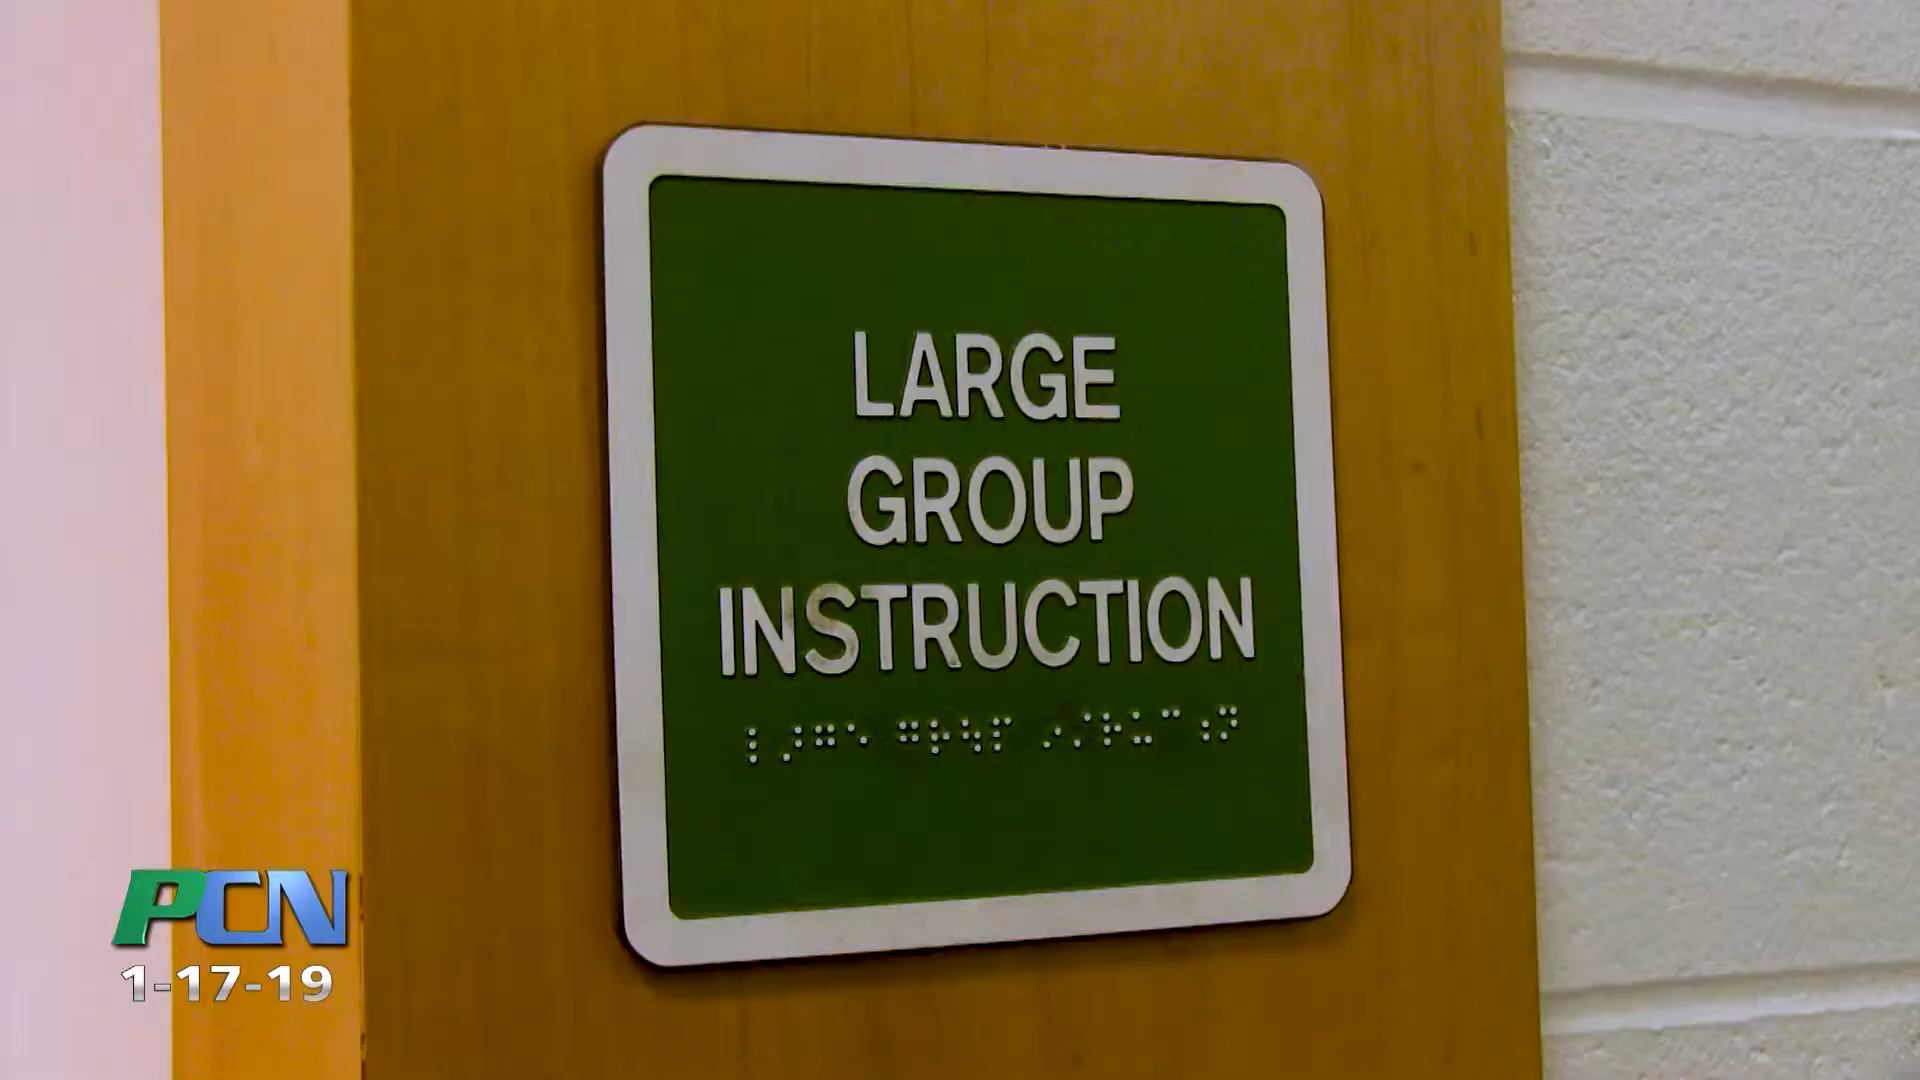 LARGE
GROUP
INSTRUCTION
PCN
1-17-19